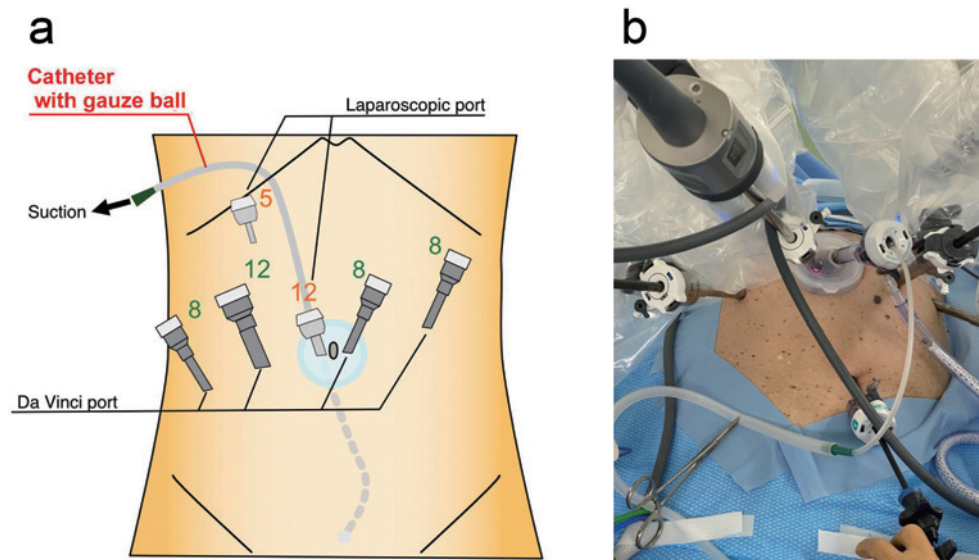 a
b
Catheter
with gauze ball
Laparoscopic port
Suction
5
12
8
8
12
8
Da Vinci port